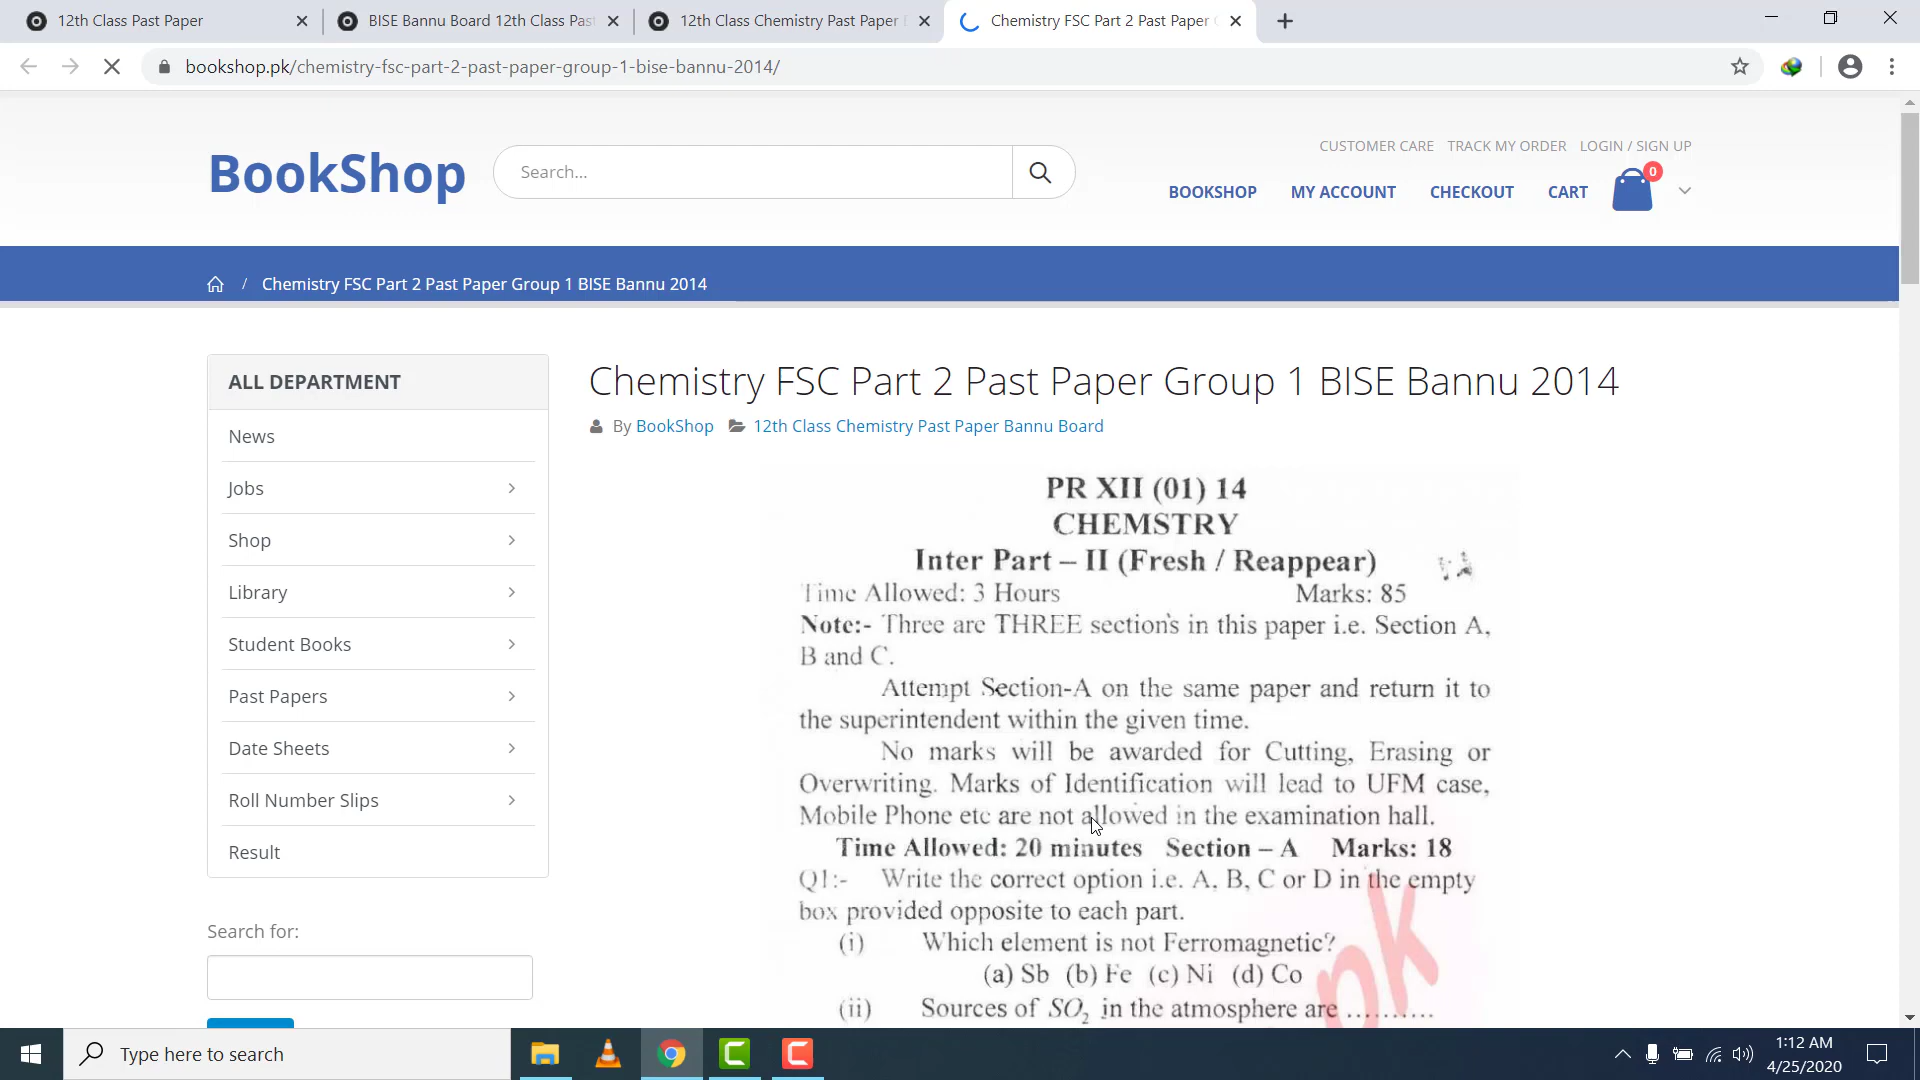 12th Class Past Paper
BISE Bannu Board 12th Class Past
12th Class Chemistry Past Paper
Chemistry FSC Part 2 Past Paper
bookshop.pk/chemistry-fsc-part-2-past-paper-group-1-bise-bannu-2014/
CUSTOMER CARE TRACK MY ORDER LOGIN / SIGN UP
BookShop
Search...
BOOKSHOP MY ACCOUNT CHECKOUT CART 0
/ Chemistry FSC Part 2 Past Paper Group 1 BISE Bannu 2014
ALL DEPARTMENT
News
Jobs
Shop
Library
Student Books
Past Papers
Date Sheets
Roll Number Slips
Result
Search for:
Chemistry FSC Part 2 Past Paper Group 1 BISE Bannu 2014
By BookShop 12th Class Chemistry Past Paper Bannu Board
PR XII (01) 14
CHEMSTRY
Inter Part – II (Fresh / Reappear)
Time Allowed: 3 Hours Marks: 85
Note:- Three are THREE section's in this paper i.e. Section A,
B and C.
Attempt Section-A on the same paper and return it to
the superintendent within the given time.
No marks will be awarded for Cutting, Erasing or
Overwriting. Marks of Identification will lead to UFM case,
Mobile Phone etc are not allowed in the examination hall.
Time Allowed: 20 minutes Section – A Marks: 18
Q1:- Write the correct option i.e. A, B, C or D in the empty
box provided opposite to each part.
(i) Which element is not Ferromagnetic?
(a) Sb (b) Fe (c) Ni (d) Co
(ii) Sources of SO₂ in the atmosphere are ..........
pk
Type here to search
1:12 AM
4/25/2020